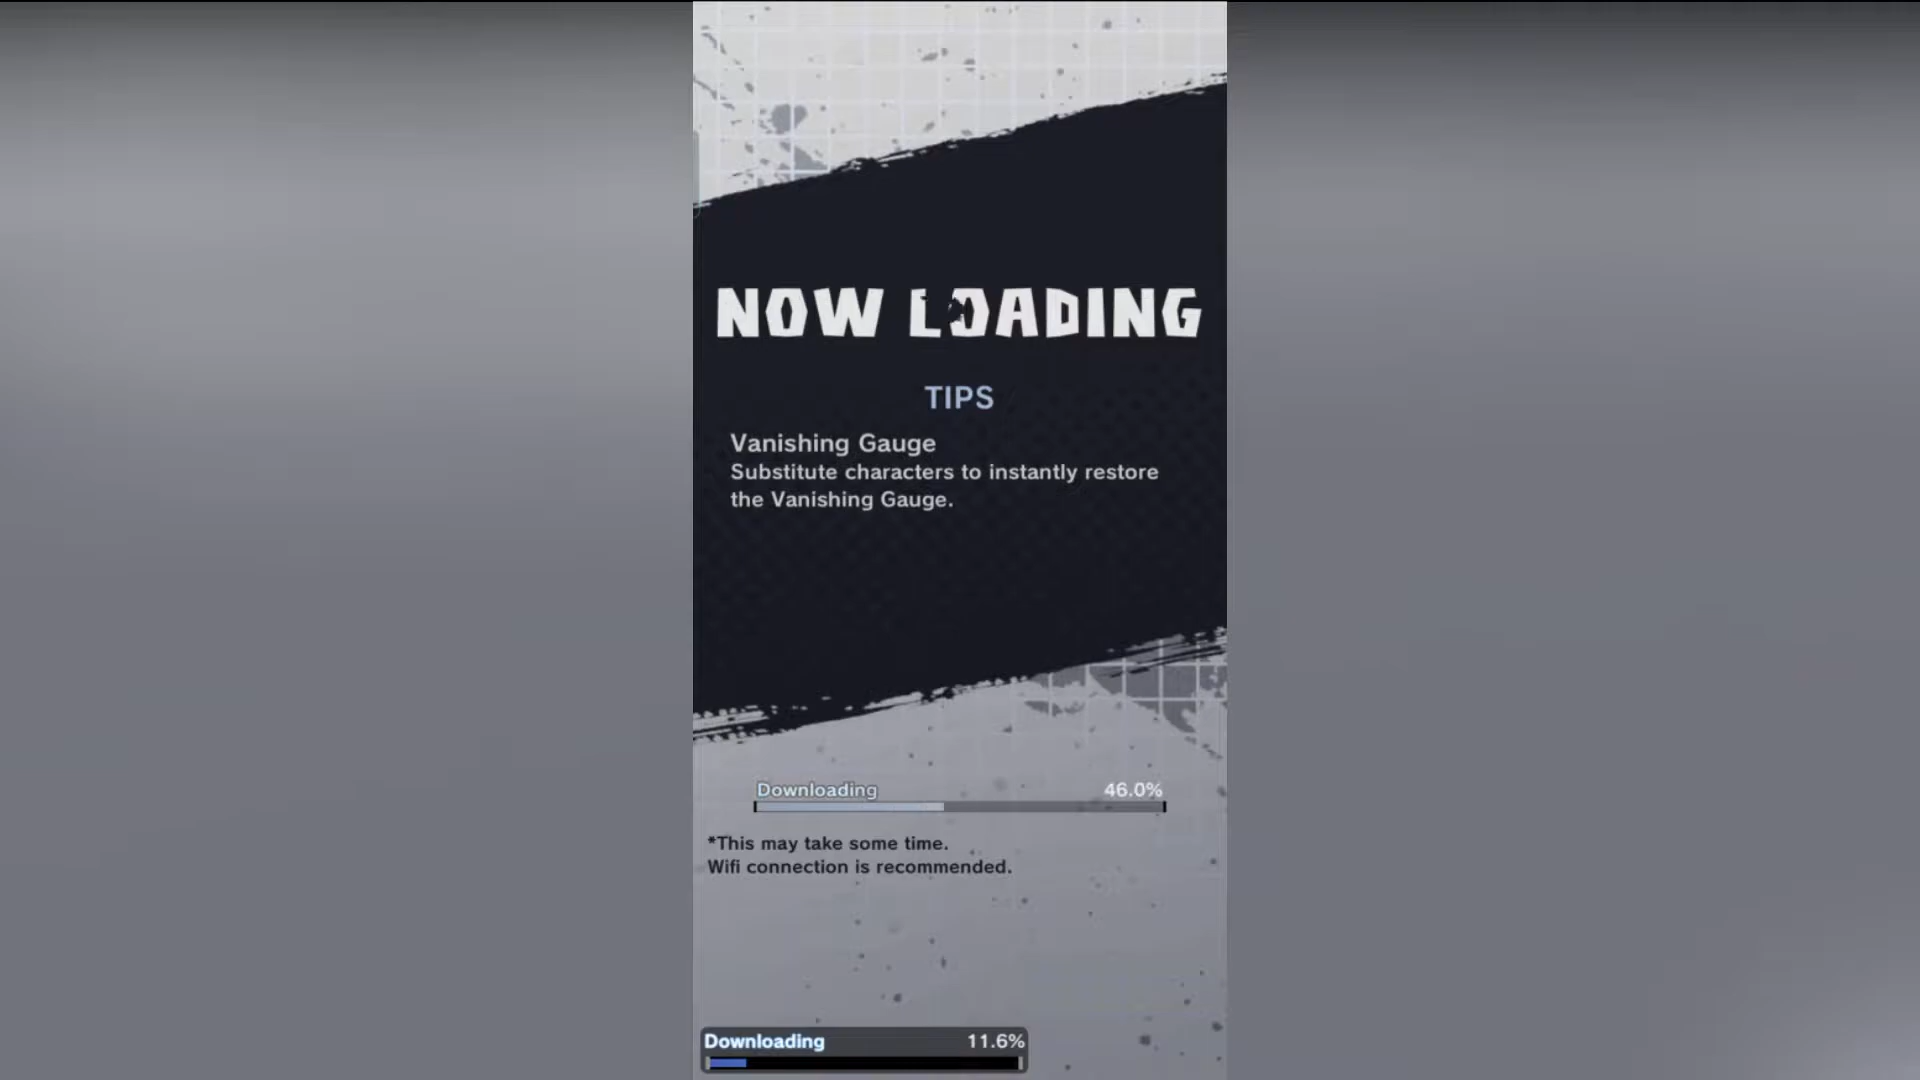 NOW LOADING
TIPS
Vanishing Gauge
Substitute characters to instantly restore
the Vanishing Gauge.
Downloading 46.0%
*This may take some time.
Wifi connection is recommended.
Downloading 11.6%